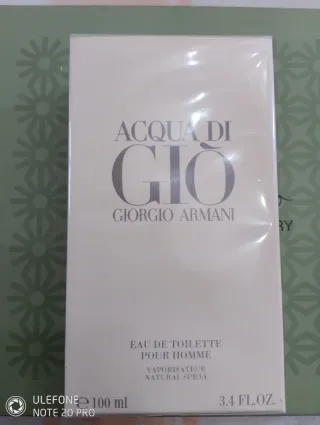 ACQUA DI
GIÒ
GIORGIO ARMANI
RY
EAU DE TOILETTE
POUR HOMME
VAPORISATEUR
NATURAL SPRAY
℮ 100 ml 3.4 FL.OZ.
ULEFONE
NOTE 20 PRO